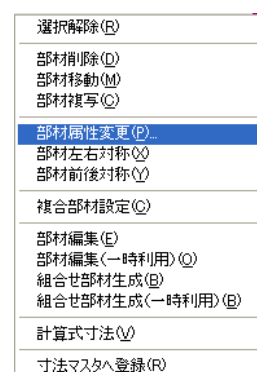 選択解除(R)
部材削除(D)
部材移動(M)
部材複写(C)
部材属性変更(P)...
部材左右対称(X)
部材前後対称(Y)
複合部材設定(C)
部材編集(E)
部材編集(一時利用)(O)
組合せ部材生成(B)
組合せ部材生成(一時利用)(B)
計算式寸法(V)
寸法マスタへ登録(R)